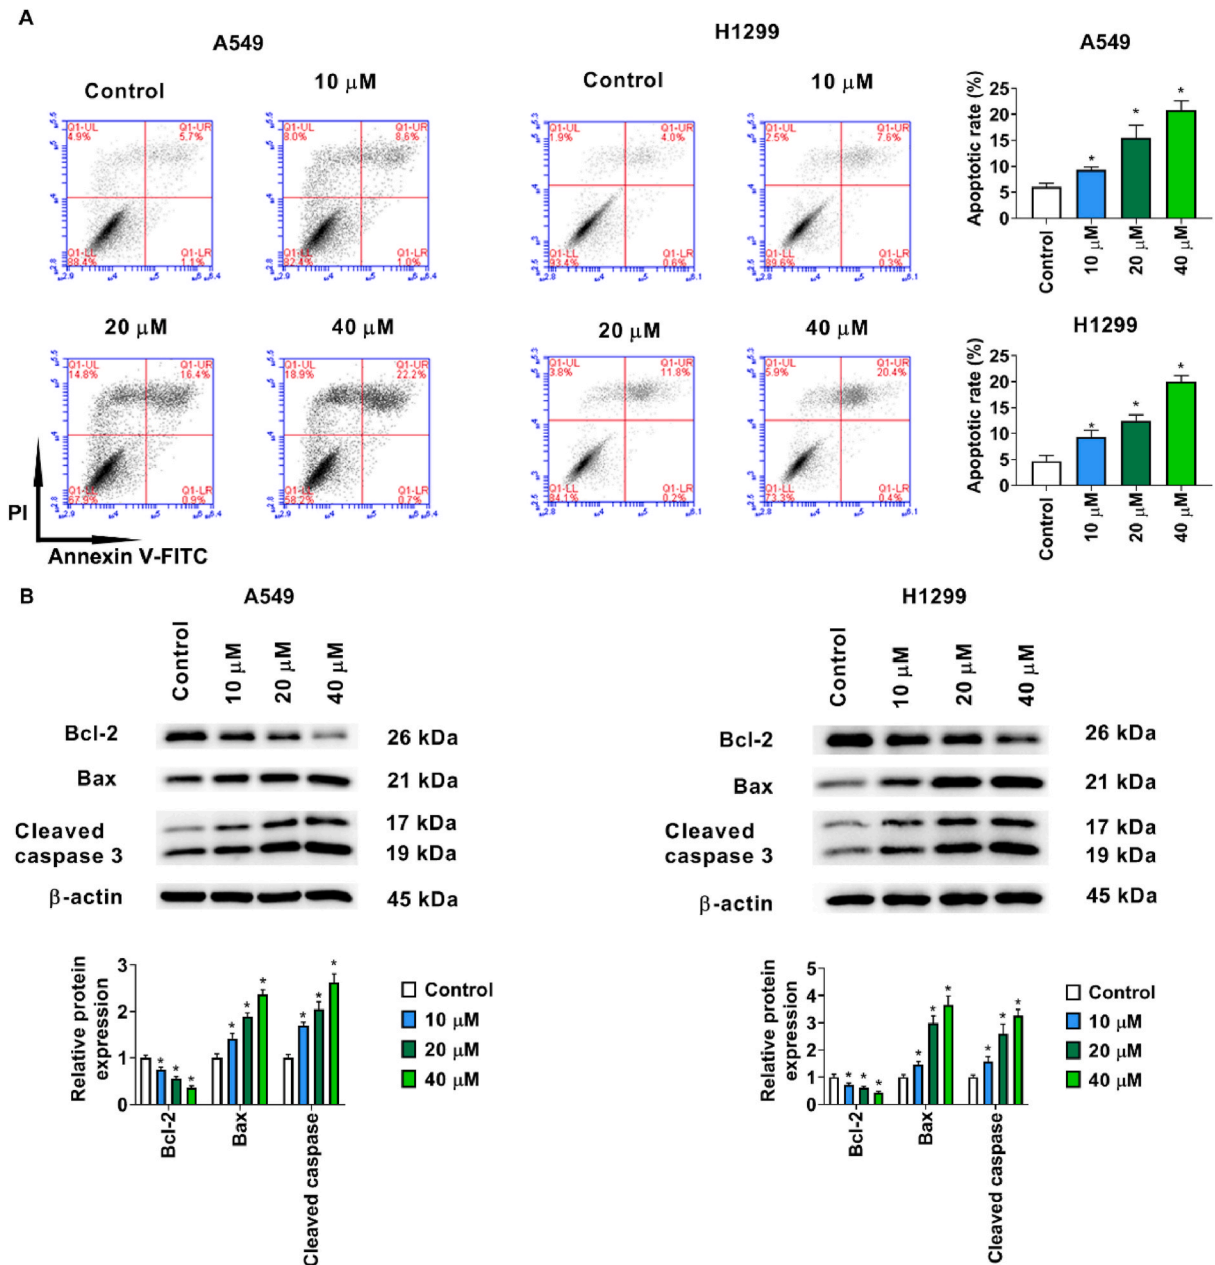 A
A549
H1299
A549
Control
10 μM
Control
10 μM
Q1-UL
4.9%
Q1-UR
5.7%
Q1-LL
88.4%
Q1-LR
1.1%
Q1-UL
8.0%
Q1-UR
8.6%
82.4%
Q1-LR
1.0%
Q1-UL
1.9%
Q1-UR
4.0%
Q1-LL
93.4%
Q1-LR
0.6%
Q1-UL
2.5%
Q1-UR
7.6%
Q1-LL
89.6%
Q1-LR
0.3%
Apoptotic rate (%)
25
20
15
10
5
0
* * *
Control
10 μM
20 μM
40 μM
20 μM
40 μM
20 μM
40 μM
Q1-UL
14.8%
Q1-UR
16.4%
67.9%
Q1-LR
0.9%
Q1-UL
18.9%
Q1-UR
22.2%
58.2%
Q1-LR
0.7%
Q1-UL
3.8%
Q1-UR
11.8%
Q1-LL
84.1%
Q1-LR
0.2%
Q1-UL
5.9%
Q1-UR
20.4%
Q1-LL
73.3%
Q1-LR
0.4%
H1299
Apoptotic rate (%)
25
20
15
10
5
0
* * *
Control
10 μM
20 μM
40 μM
PI
Annexin V-FITC
B
A549
Control
10 μM
20 μM
40 μM
Bcl-2
26 kDa
Bax
21 kDa
Cleaved
caspase 3
17 kDa
19 kDa
β-actin
45 kDa
H1299
Control
10 μM
20 μM
40 μM
Bcl-2
26 kDa
Bax
21 kDa
Cleaved
caspase 3
17 kDa
19 kDa
β-actin
45 kDa
Relative protein
expression
3
2
1
0
* * * * * * * * *
Bcl-2
Bax
Cleaved caspase
Control
10 μM
20 μM
40 μM
Relative protein
expression
5
4
3
2
1
0
* * * * * * * * *
Bcl-2
Bax
Cleaved caspase
Control
10 μM
20 μM
40 μM